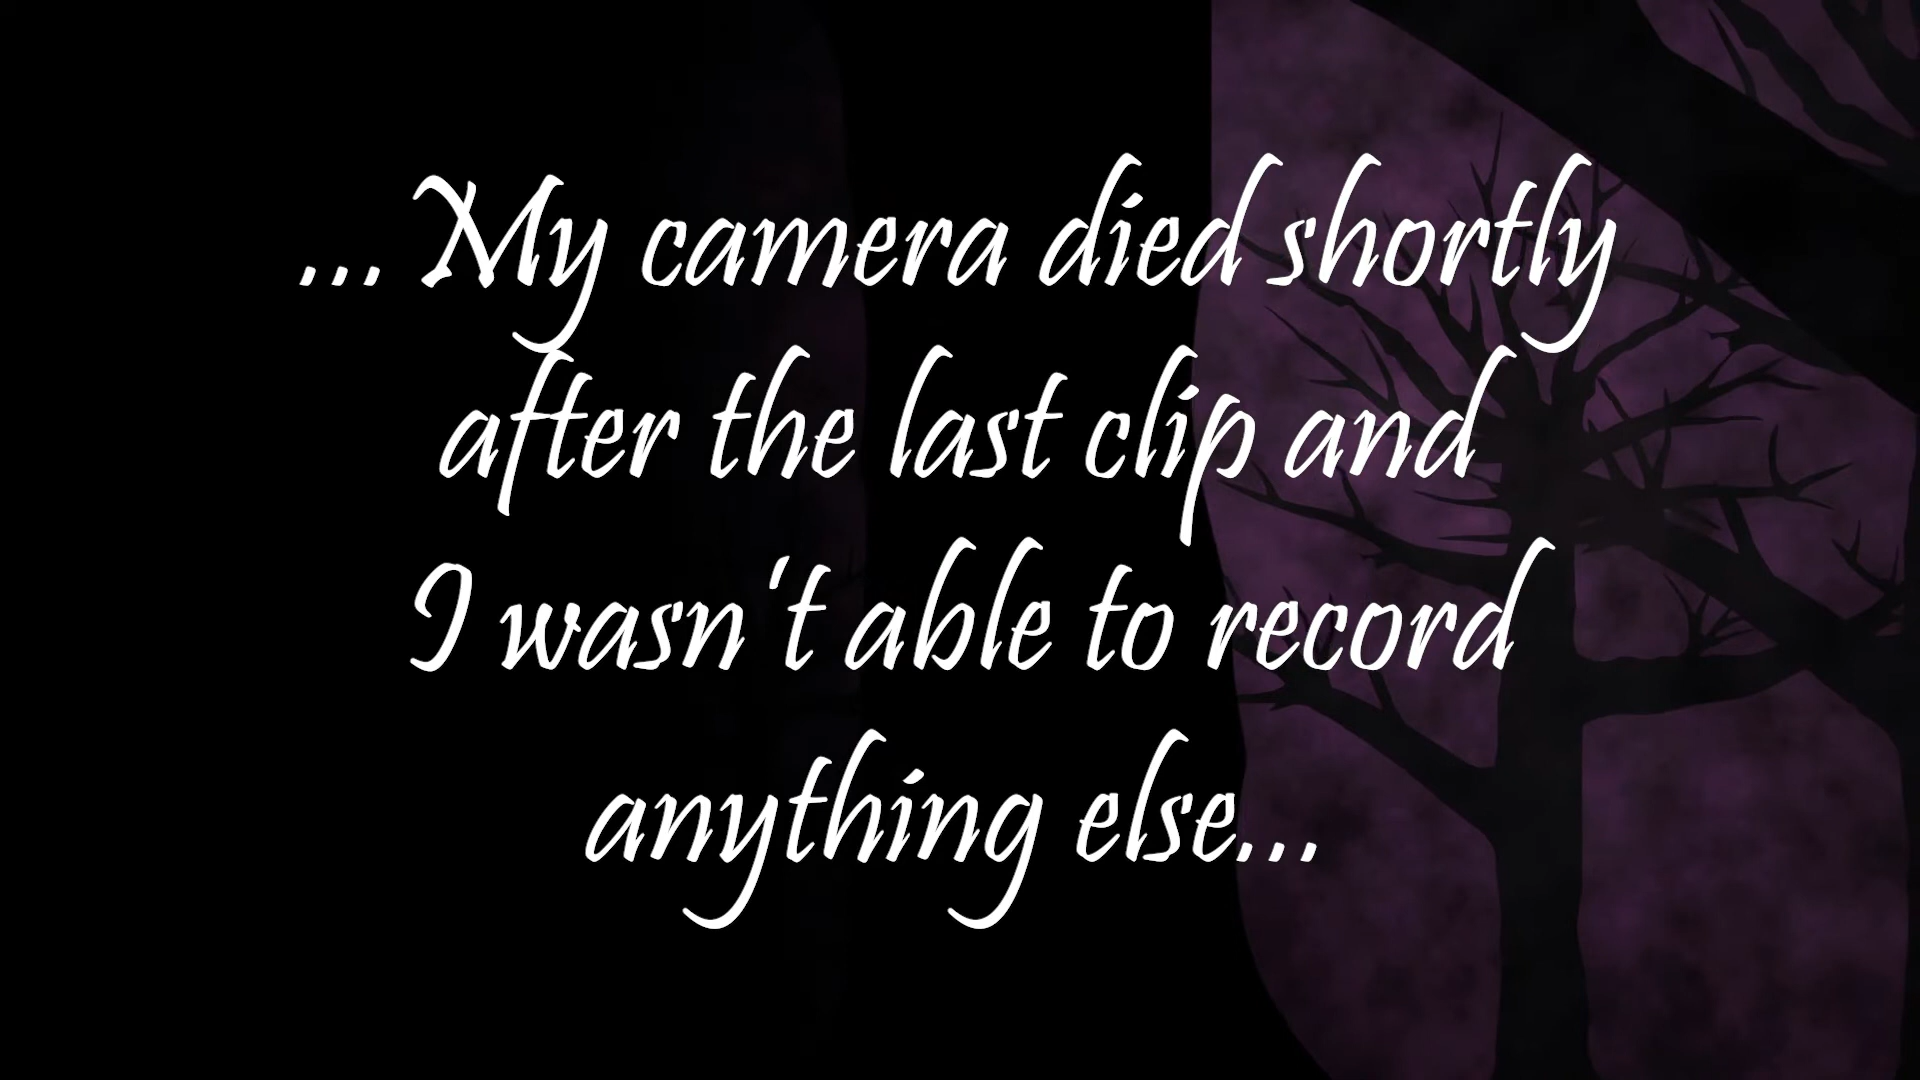 ... My camera died shortly
after the last clip and
I wasn't able to record
anything else...